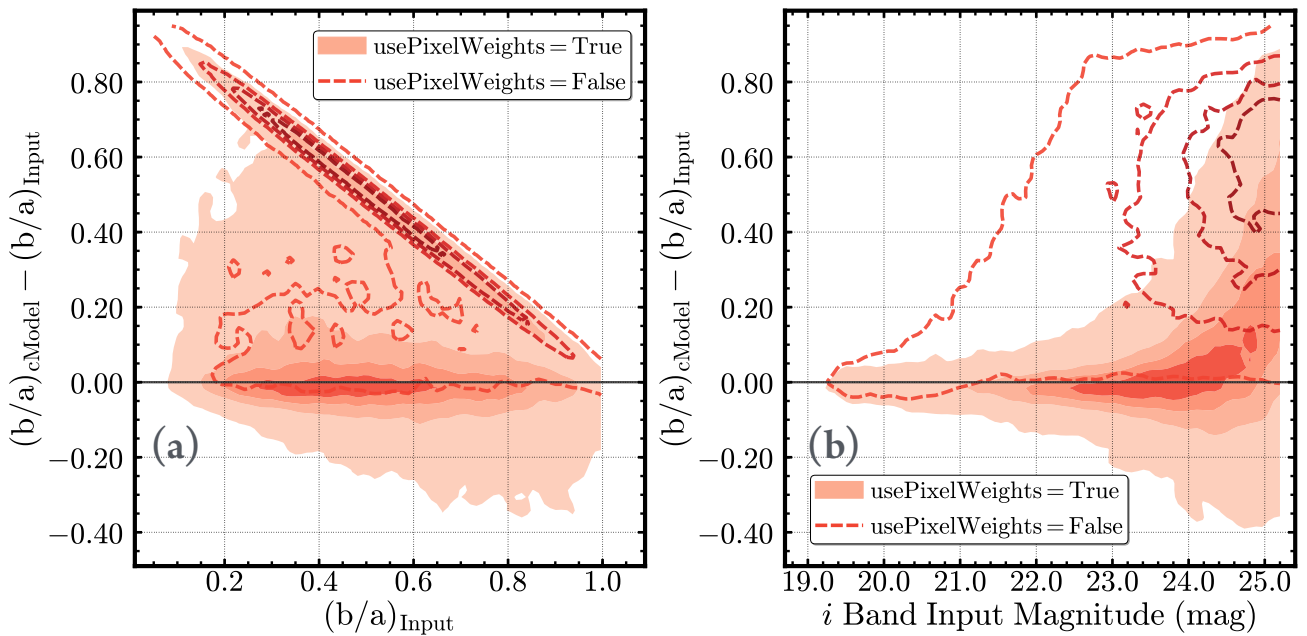 usePixelWeights = True
usePixelWeights = False
0.80
0.60
0.40
0.20
0.00
−0.20
−0.40
(b/a)cModel − (b/a)Input
(a)
0.2 0.4 0.6 0.8 1.0
(b/a)Input
0.80
0.60
0.40
0.20
0.00
−0.20
−0.40
(b/a)cModel − (b/a)Input
(b)
usePixelWeights = True
usePixelWeights = False
19.0 20.0 21.0 22.0 23.0 24.0 25.0
i Band Input Magnitude (mag)